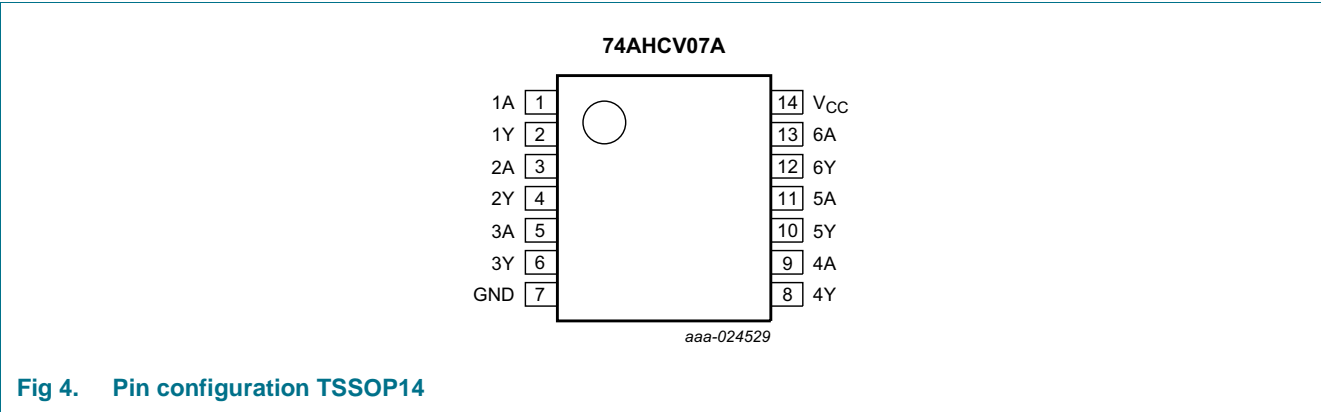 74AHCV07A
1A 1 14 VCC
1Y 2 13 6A
2A 3 12 6Y
2Y 4 11 5A
3A 5 10 5Y
3Y 6 9 4A
GND 7 8 4Y
aaa-024529
Fig 4. Pin configuration TSSOP14